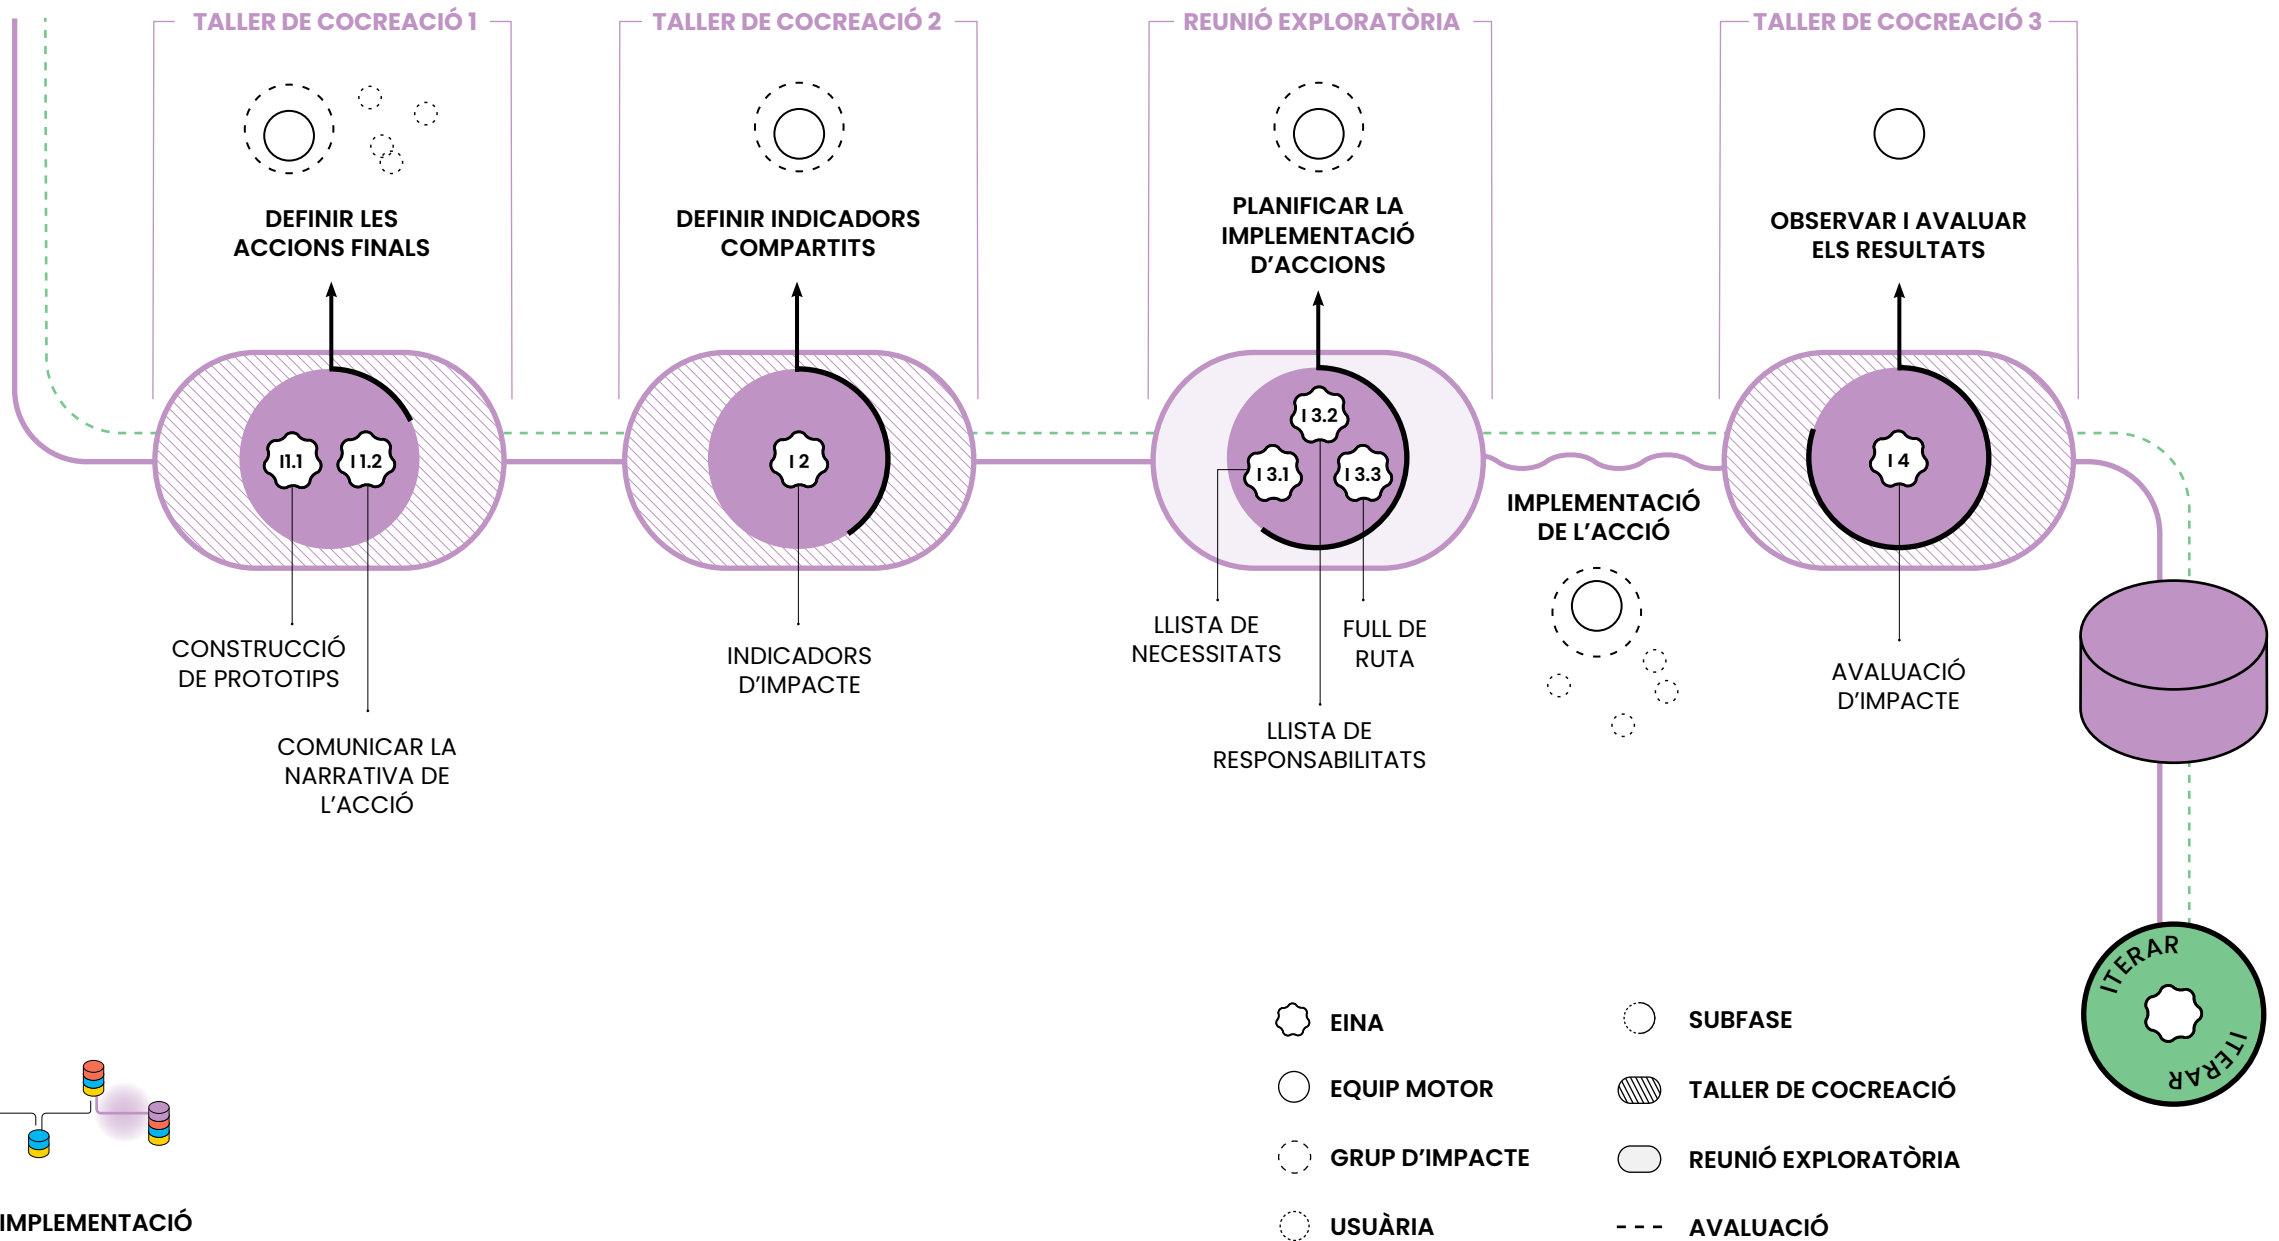 TALLER DE COCREACIÓ 1
TALLER DE COCREACIÓ 2
REUNIÓ EXPLORATÒRIA
TALLER DE COCREACIÓ 3
DEFINIR LES
ACCIONS FINALS
DEFINIR INDICADORS
COMPARTITS
PLANIFICAR LA
IMPLEMENTACIÓ
D'ACCIONS
OBSERVAR I AVALUAR
ELS RESULTATS
I1.1
I 1.2
I 2
I 3.2
I 3.1
I 3.3
I 4
IMPLEMENTACIÓ
DE L'ACCIÓ
CONSTRUCCIÓ
DE PROTOTIPS
COMUNICAR LA
NARRATIVA DE
L'ACCIÓ
INDICADORS
D'IMPACTE
LLISTA DE
NECESSITATS
FULL DE
RUTA
LLISTA DE
RESPONSABILITATS
AVALUACIÓ
D'IMPACTE
ITERAR
ITERAR
EINA
EQUIP MOTOR
GRUP D'IMPACTE
USUÀRIA
SUBFASE
TALLER DE COCREACIÓ
REUNIÓ EXPLORATÒRIA
AVALUACIÓ
IMPLEMENTACIÓ